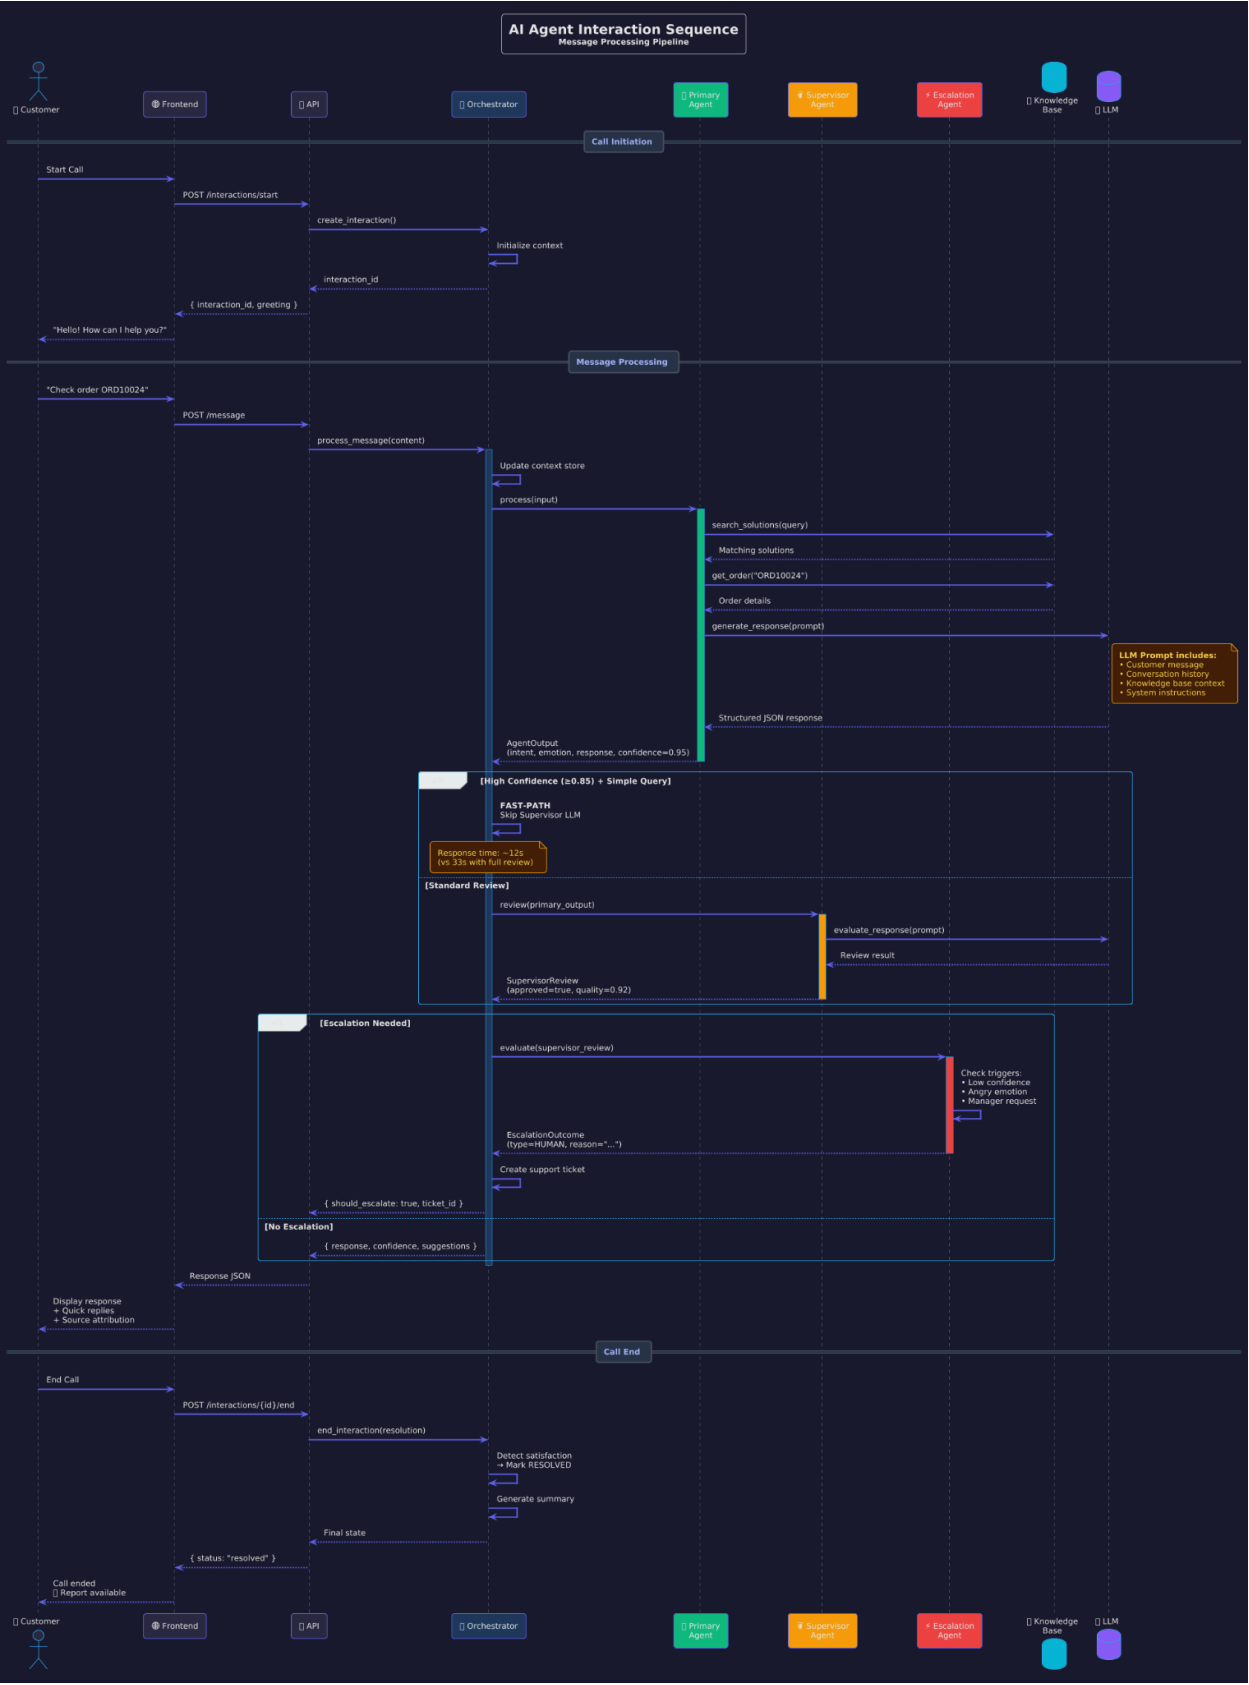 AI Agent Interaction Sequence
Message Processing Pipeline
Customer
Frontend
API
Orchestrator
Primary
Agent
Supervisor
Agent
Escalation
Agent
Knowledge
Base
LLM
Call Initiation
Start Call
POST /interactions/start
create_interaction()
Initialize context
interaction_id
{ interaction_id, greeting }
"Hello! How can I help you?"
Message Processing
"Check order ORD10024"
POST /message
process_message(content)
Update context store
process(input)
search_solutions(query)
Matching solutions
get_order("ORD10024")
Order details
generate_response(prompt)
LLM Prompt includes:
• Customer message
• Conversation history
• Knowledge base context
• System instructions
Structured JSON response
AgentOutput
(intent, emotion, response, confidence=0.95)
[High Confidence (≥0.85) + Simple Query]
FAST-PATH
Skip Supervisor LLM
Response time: ~12s
(vs 33s with full review)
[Standard Review]
review(primary_output)
evaluate_response(prompt)
Review result
SupervisorReview
(approved=true, quality=0.92)
[Escalation Needed]
evaluate(supervisor_review)
Check triggers:
• Low confidence
• Angry emotion
• Manager request
EscalationOutcome
(type=HUMAN, reason="...")
Create support ticket
{ should_escalate: true, ticket_id }
[No Escalation]
{ response, confidence, suggestions }
Response JSON
Display response
+ Quick replies
+ Source attribution
Call End
End Call
POST /interactions/{id}/end
end_interaction(resolution)
Detect satisfaction
→ Mark RESOLVED
Generate summary
Final state
{ status: "resolved" }
Call ended
Report available
Customer
Frontend
API
Orchestrator
Primary
Agent
Supervisor
Agent
Escalation
Agent
Knowledge
Base
LLM